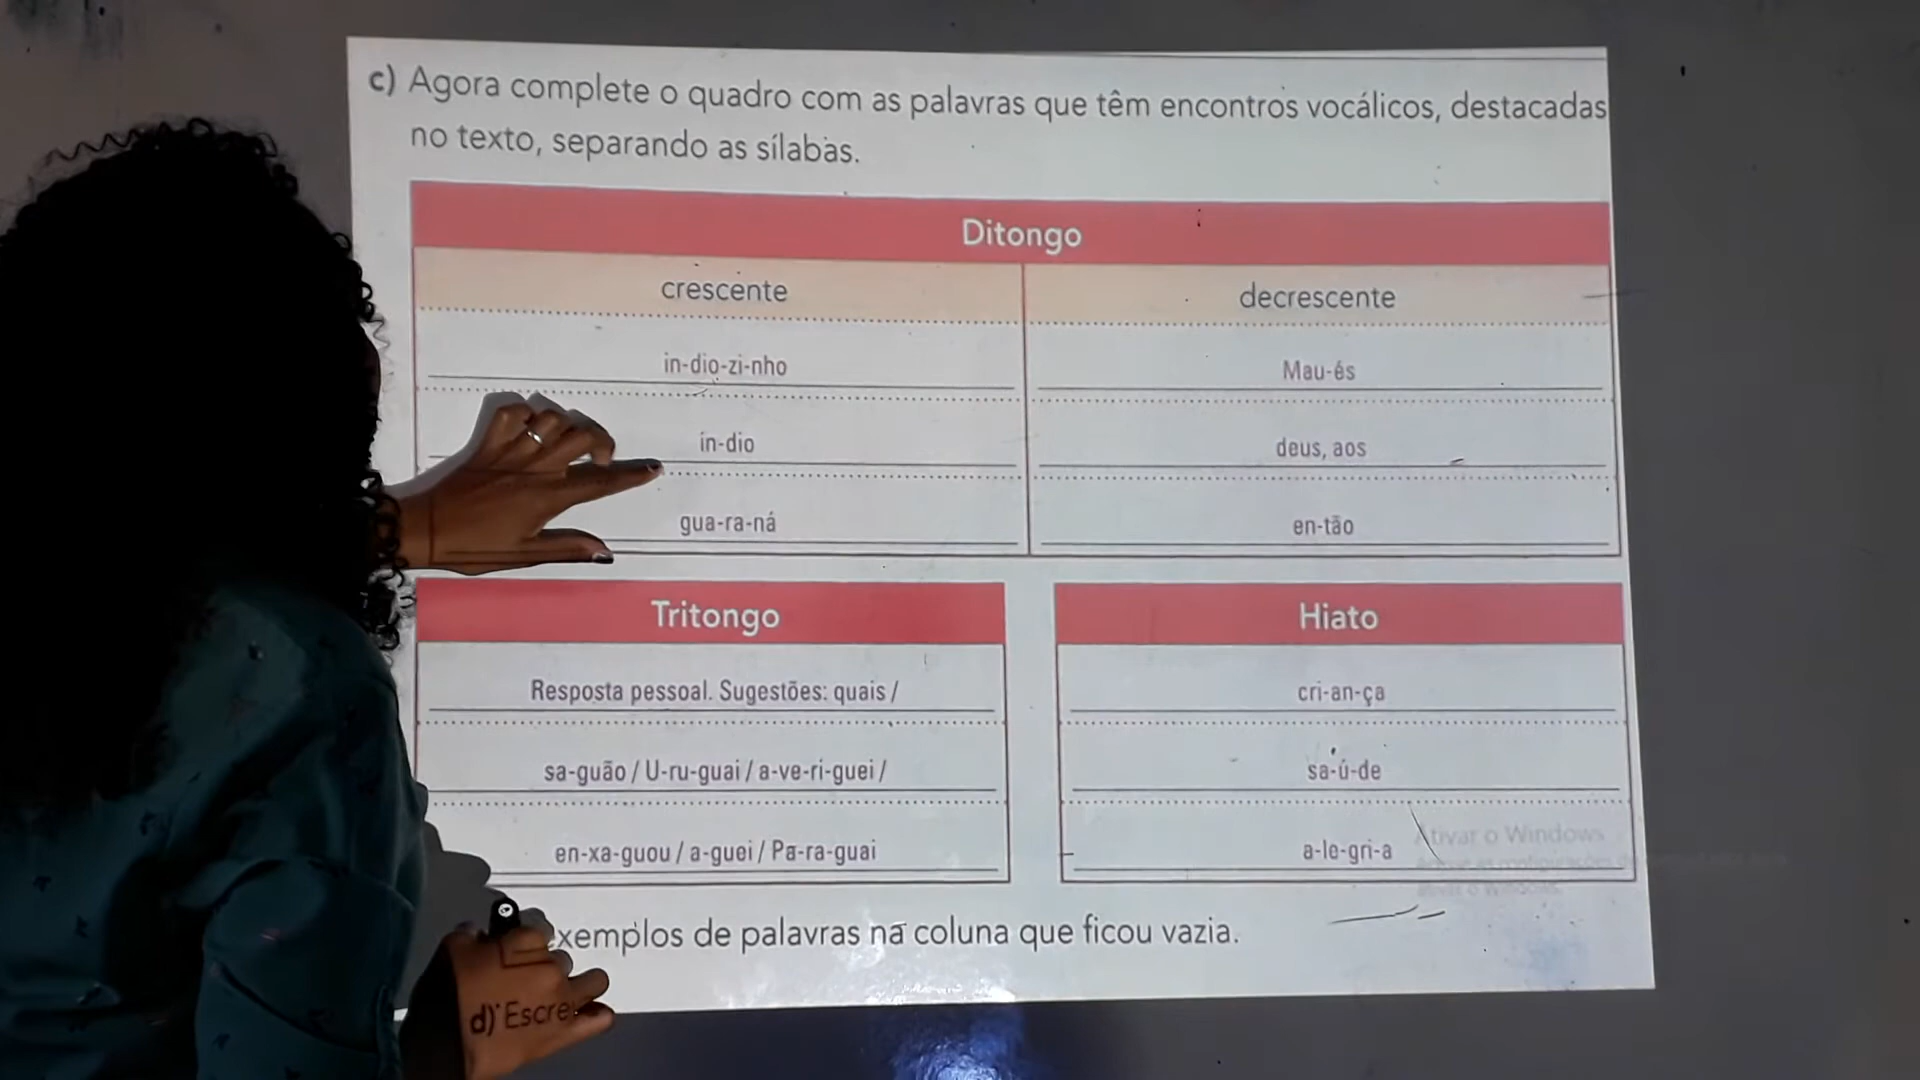 c) Agora complete o quadro com as palavras que têm encontros vocálicos, destacadas
no texto, separando as sílabas.
Ditongo
crescente
decrescente
in-dio-zi-nho
Mau-és
ín-dio
deus, aos
gua-ra-ná
en-tão
Tritongo
Hiato
Resposta pessoal. Sugestões: quais /
cri-an-ça
sa-guão / U-ru-guai / a-ve-ri-guei /
sa-ú-de
en-xa-guou / a-guei / Pa-ra-guai
a-le-gri-a
Ativar o Windows
d) Escre
xemplos de palavras na coluna que ficou vazia.